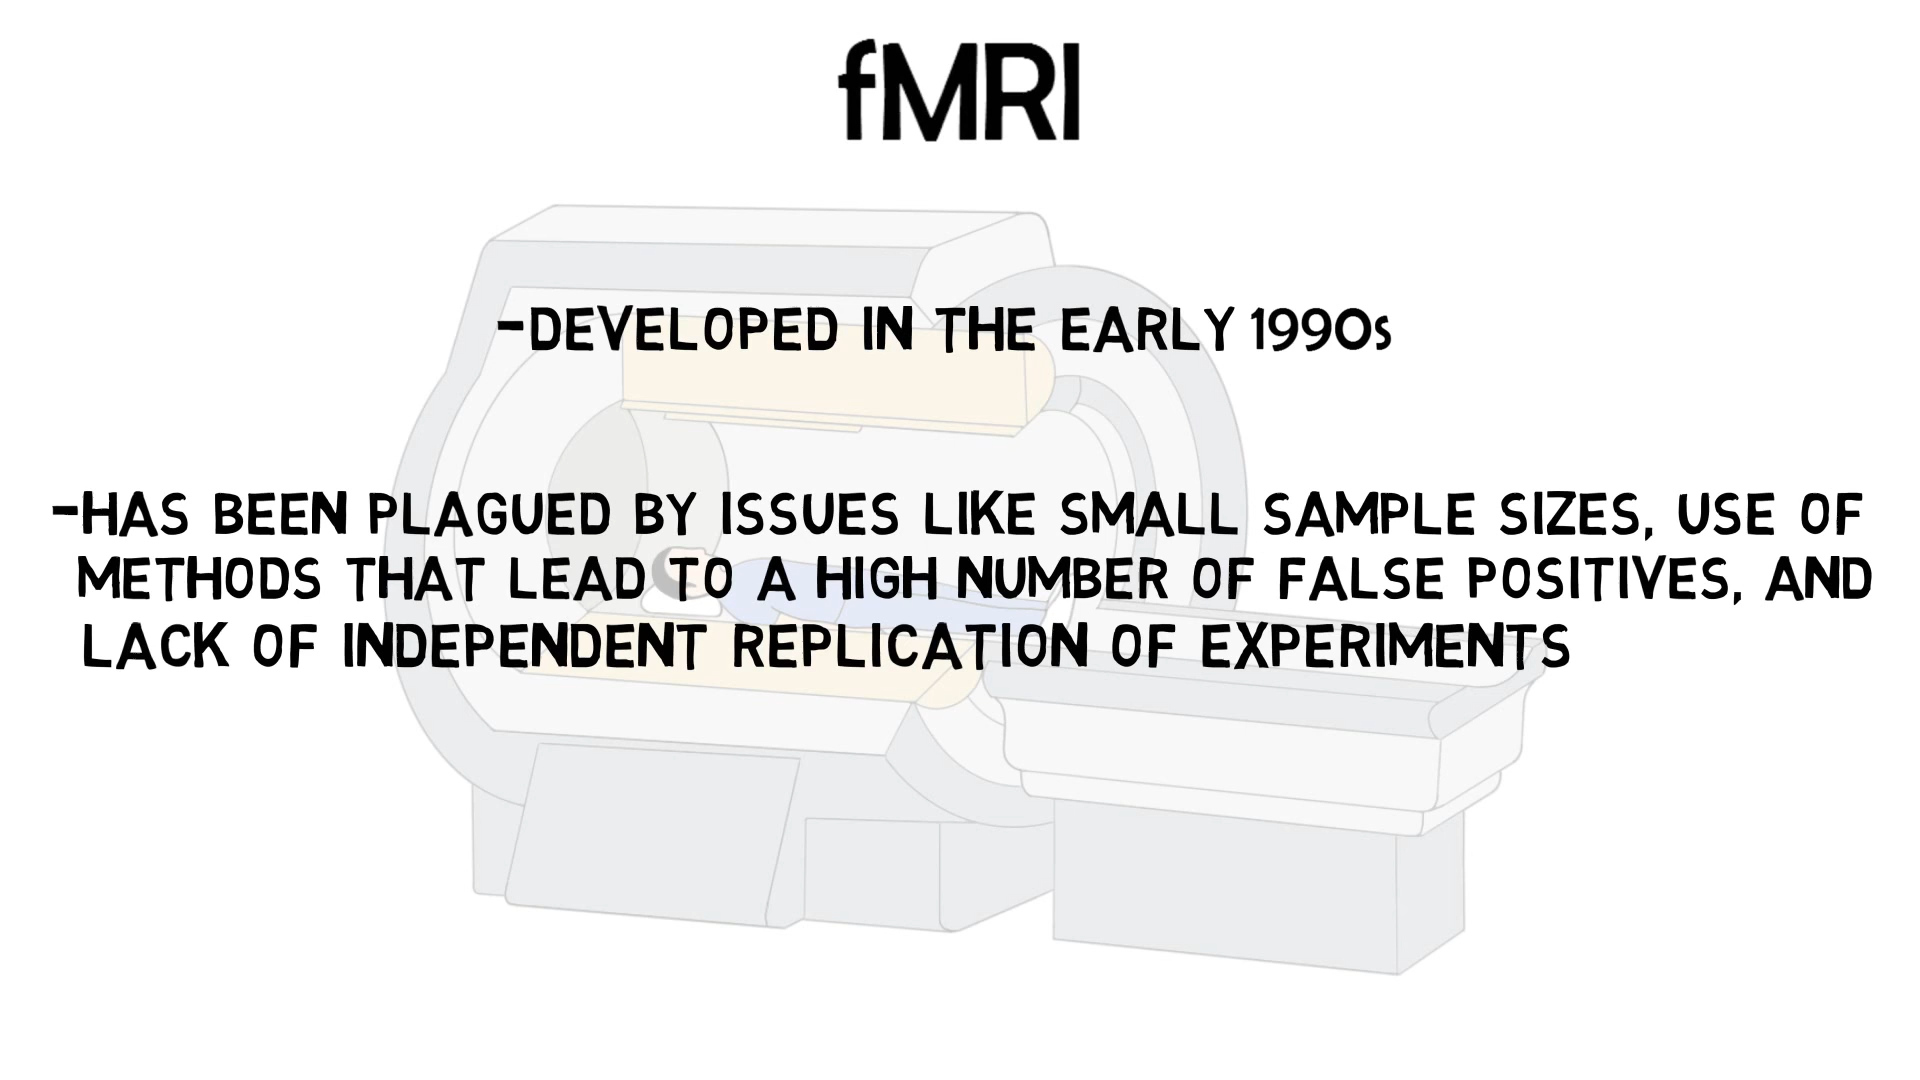 fMRI
-DEVELOPED IN THE EARLY 1990s
-HAS BEEN PLAGUED BY ISSUES LIKE SMALL SAMPLE SIZES, USE OF
METHODS THAT LEAD TO A HIGH NUMBER OF FALSE POSITIVES, AND
LACK OF INDEPENDENT REPLICATION OF EXPERIMENTS